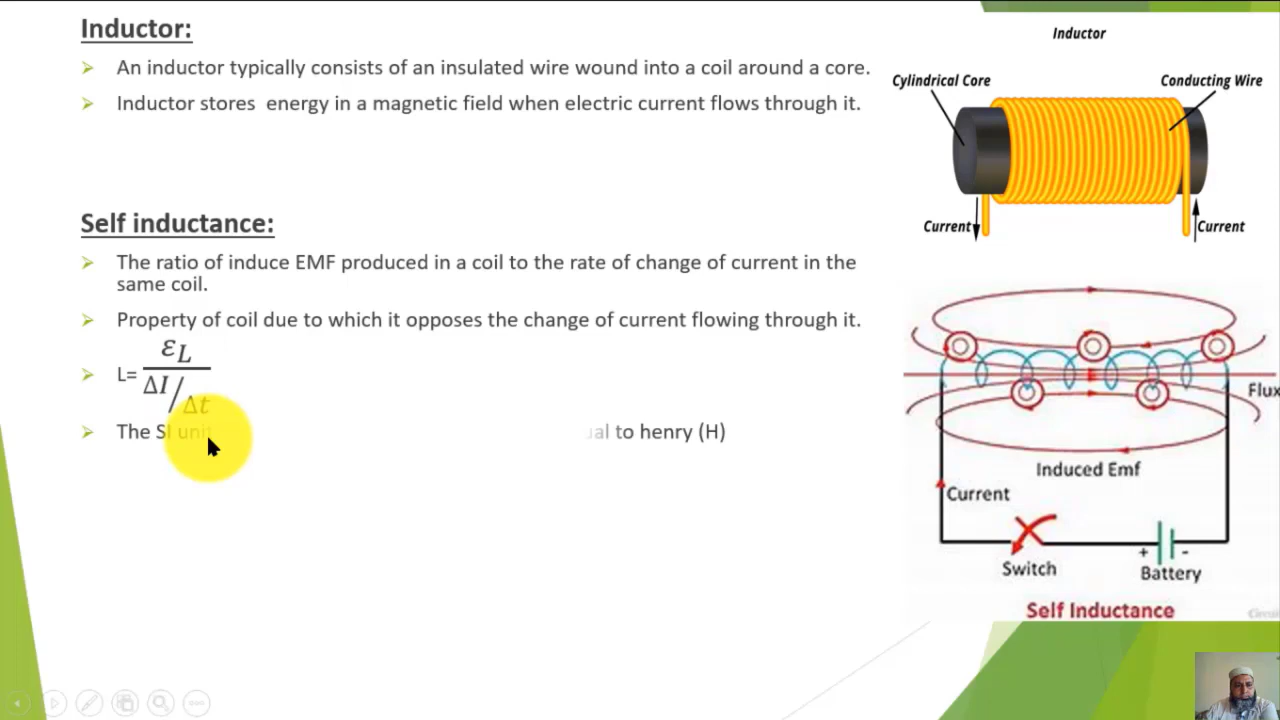 Inductor:
An inductor typically consists of an insulated wire wound into a coil around a core.
Inductor stores energy in a magnetic field when electric current flows through it.
Self inductance:
The ratio of induce EMF produced in a coil to the rate of change of current in the
same coil.
Property of coil due to which it opposes the change of current flowing through it.
L= εL / ΔI/Δt
The SI unit to henry (H)
Inductor
Cylindrical Core
Conducting Wire
Current
Current
Flux
Induced Emf
Current
Switch
+ -
Battery
Self Inductance